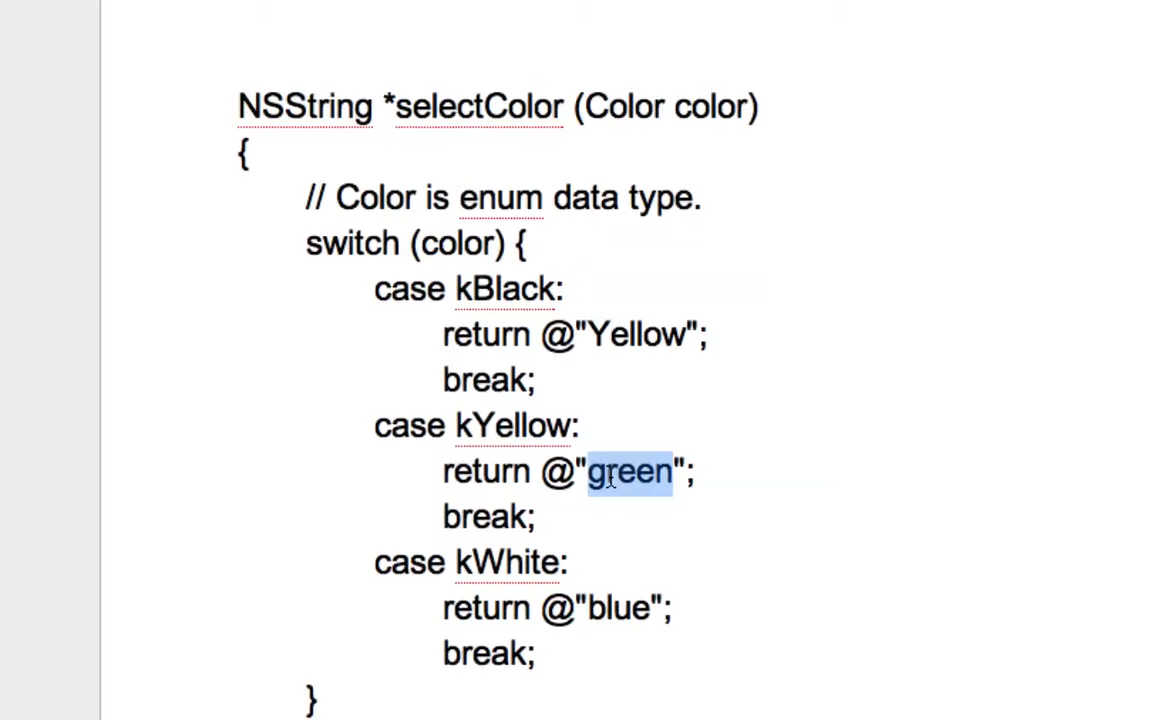 NSString *selectColor (Color color)
{
// Color is enum data type.
switch (color) {
case kBlack:
return @"Yellow";
break;
case kYellow:
return @"green";
break;
case kWhite:
return @"blue";
break;
}